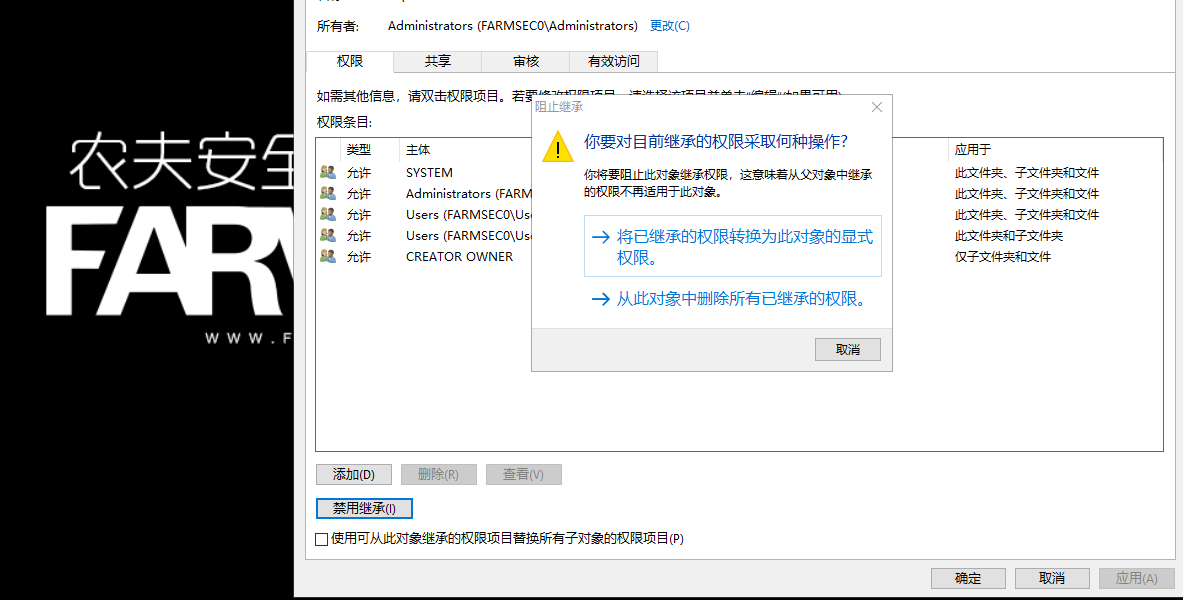 所有者: Administrators (FARMSEC0\Administrators) 更改(C)
权限 共享 审核 有效访问
如需其他信息，请双击权限项目。若要修改权限项目，请选择该项目并单击"编辑"(如果可用)。
权限条目:
类型 主体 应用于
允许 SYSTEM 此文件夹、子文件夹和文件
允许 Administrators (FARM 此文件夹、子文件夹和文件
允许 Users (FARMSEC0\Use 此文件夹、子文件夹和文件
允许 Users (FARMSEC0\Use 此文件夹和子文件夹
允许 CREATOR OWNER 仅子文件夹和文件
阻止继承
你要对目前继承的权限采取何种操作?
你将要阻止此对象继承权限，这意味着从父对象中继承
的权限不再适用于此对象。
将已继承的权限转换为此对象的显式
权限。
从此对象中删除所有已继承的权限。
取消
添加(D) 删除(R) 查看(V)
禁用继承(I)
使用可从此对象继承的权限项目替换所有子对象的权限项目(P)
确定 取消 应用(A)
农夫安全
FAR
WWW.F